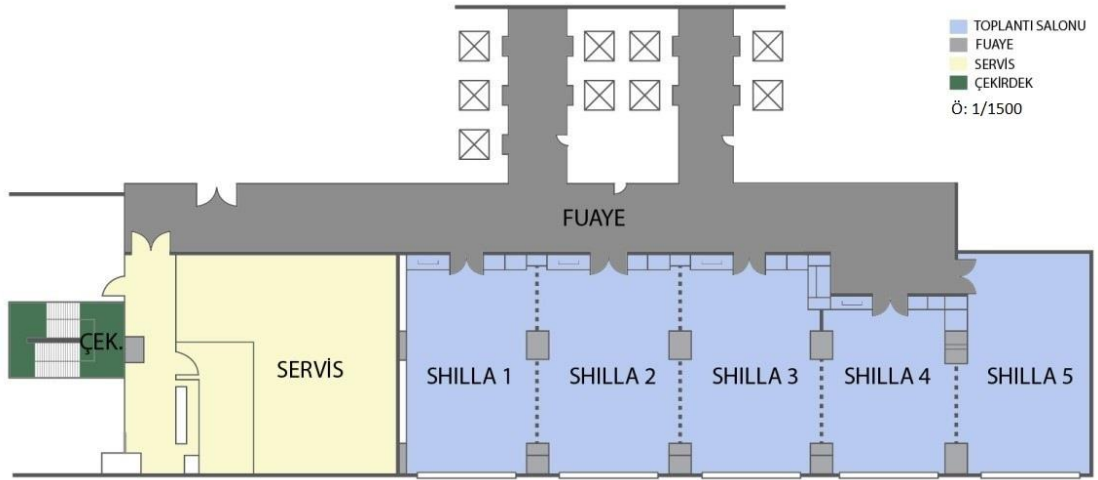 TOPLANTI SALONU
FUAYE
SERVİS
ÇEKİRDEK
Ö: 1/1500
FUAYE
ÇEK.
SERVİS
SHILLA 1
SHILLA 2
SHILLA 3
SHILLA 4
SHILLA 5